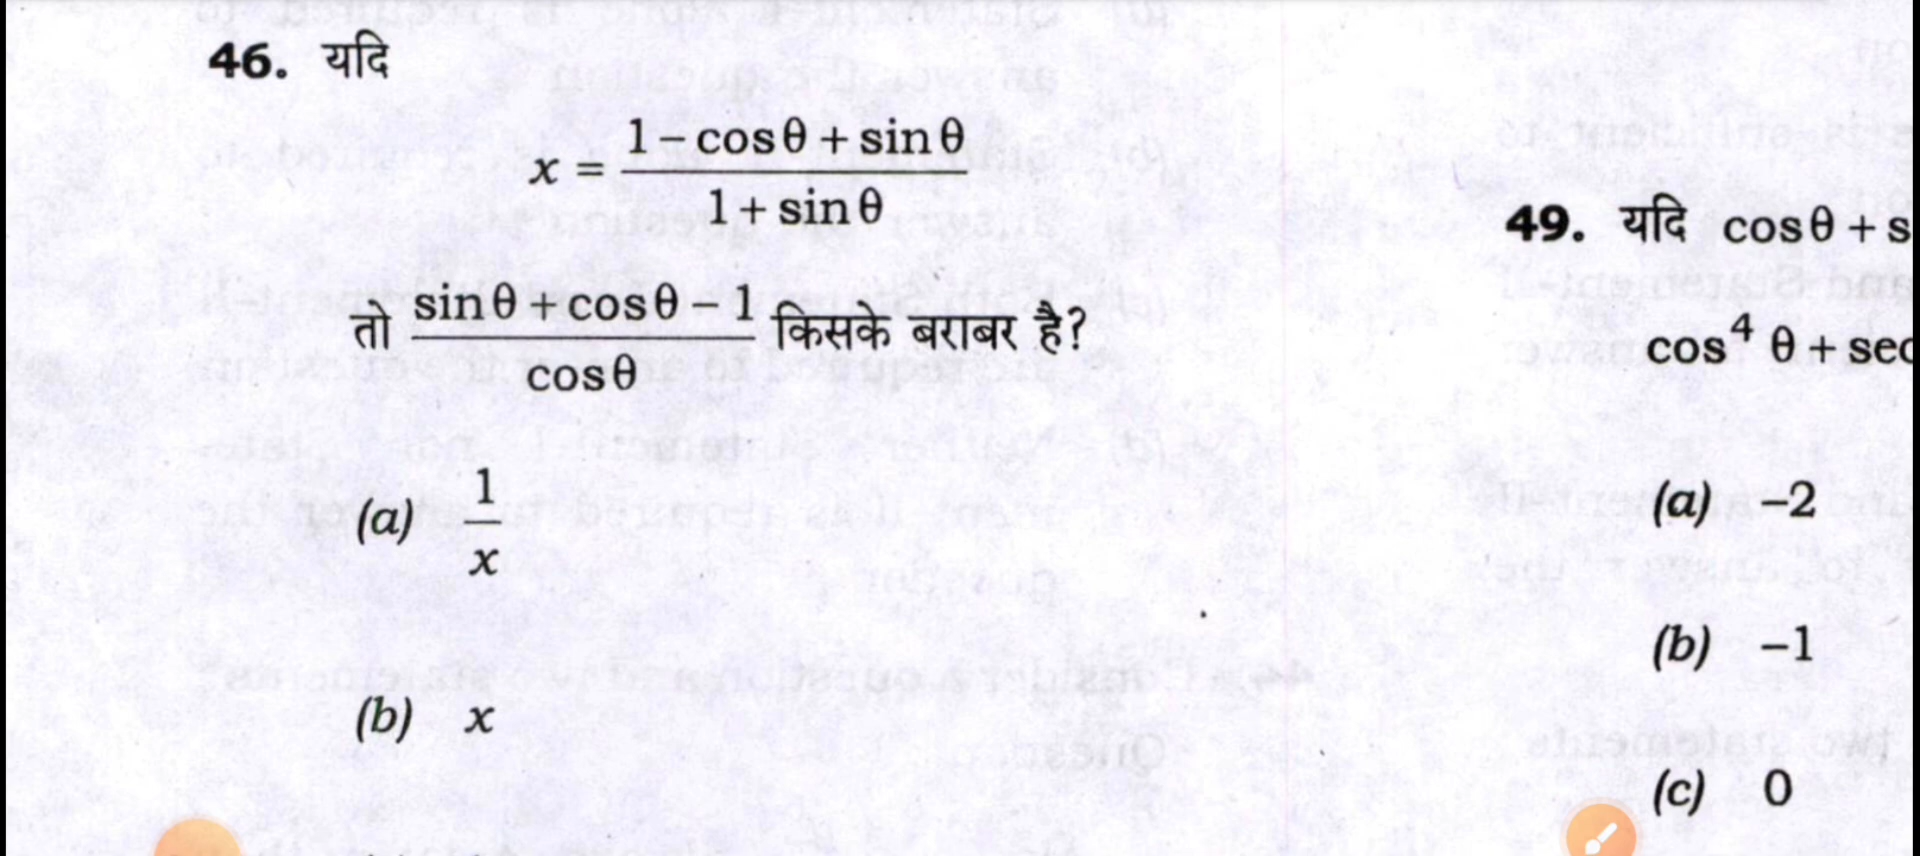 46. यदि
x = (1 – cosθ + sinθ) / (1 + sinθ)
तो (sinθ + cosθ – 1) / cosθ किसके बराबर है?
(a) 1/x
(b) x
49. यदि cosθ + s
cos⁴ θ + sec
(a) –2
(b) –1
(c) 0